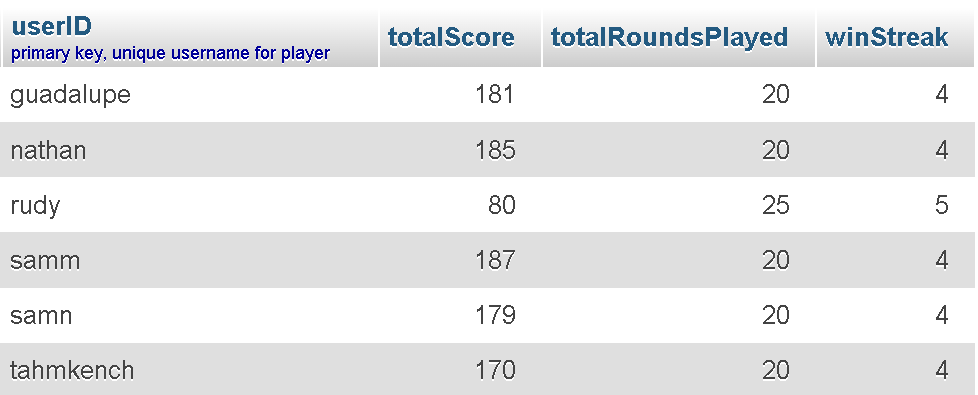 userID totalScore totalRoundsPlayed winStreak
primary key, unique username for player
guadalupe 181 20 4
nathan 185 20 4
rudy 80 25 5
samm 187 20 4
samn 179 20 4
tahmkench 170 20 4